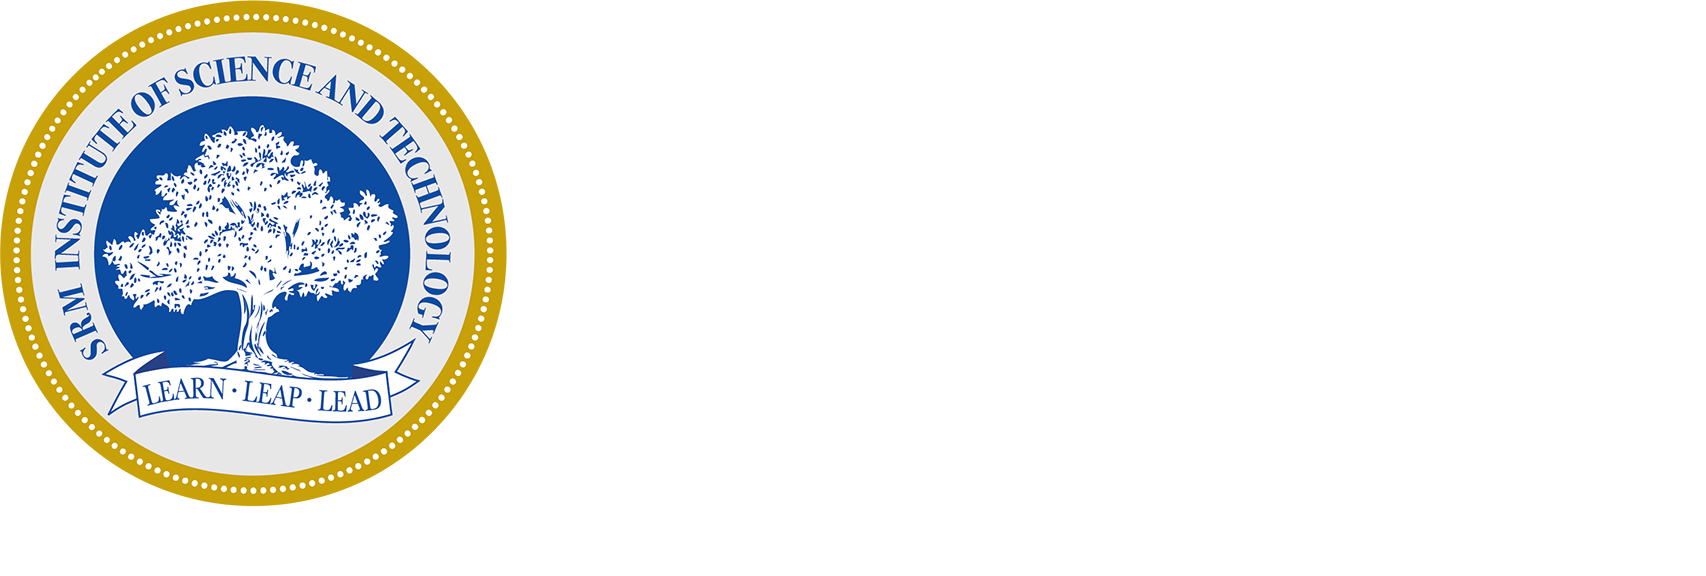 SRM INSTITUTE OF SCIENCE AND TECHNOLOGY
LEARN · LEAP · LEAD